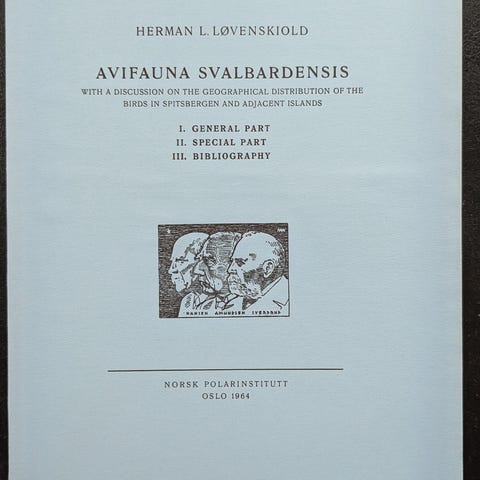 HERMAN L. LØVENSKIOLD
AVIFAUNA SVALBARDENSIS
WITH A DISCUSSION ON THE GEOGRAPHICAL DISTRIBUTION OF THE
BIRDS IN SPITSBERGEN AND ADJACENT ISLANDS
I. GENERAL PART
II. SPECIAL PART
III. BIBLIOGRAPHY
NANSEN AMUNDSEN SVERDRUP
NORSK POLARINSTITUTT
OSLO 1964